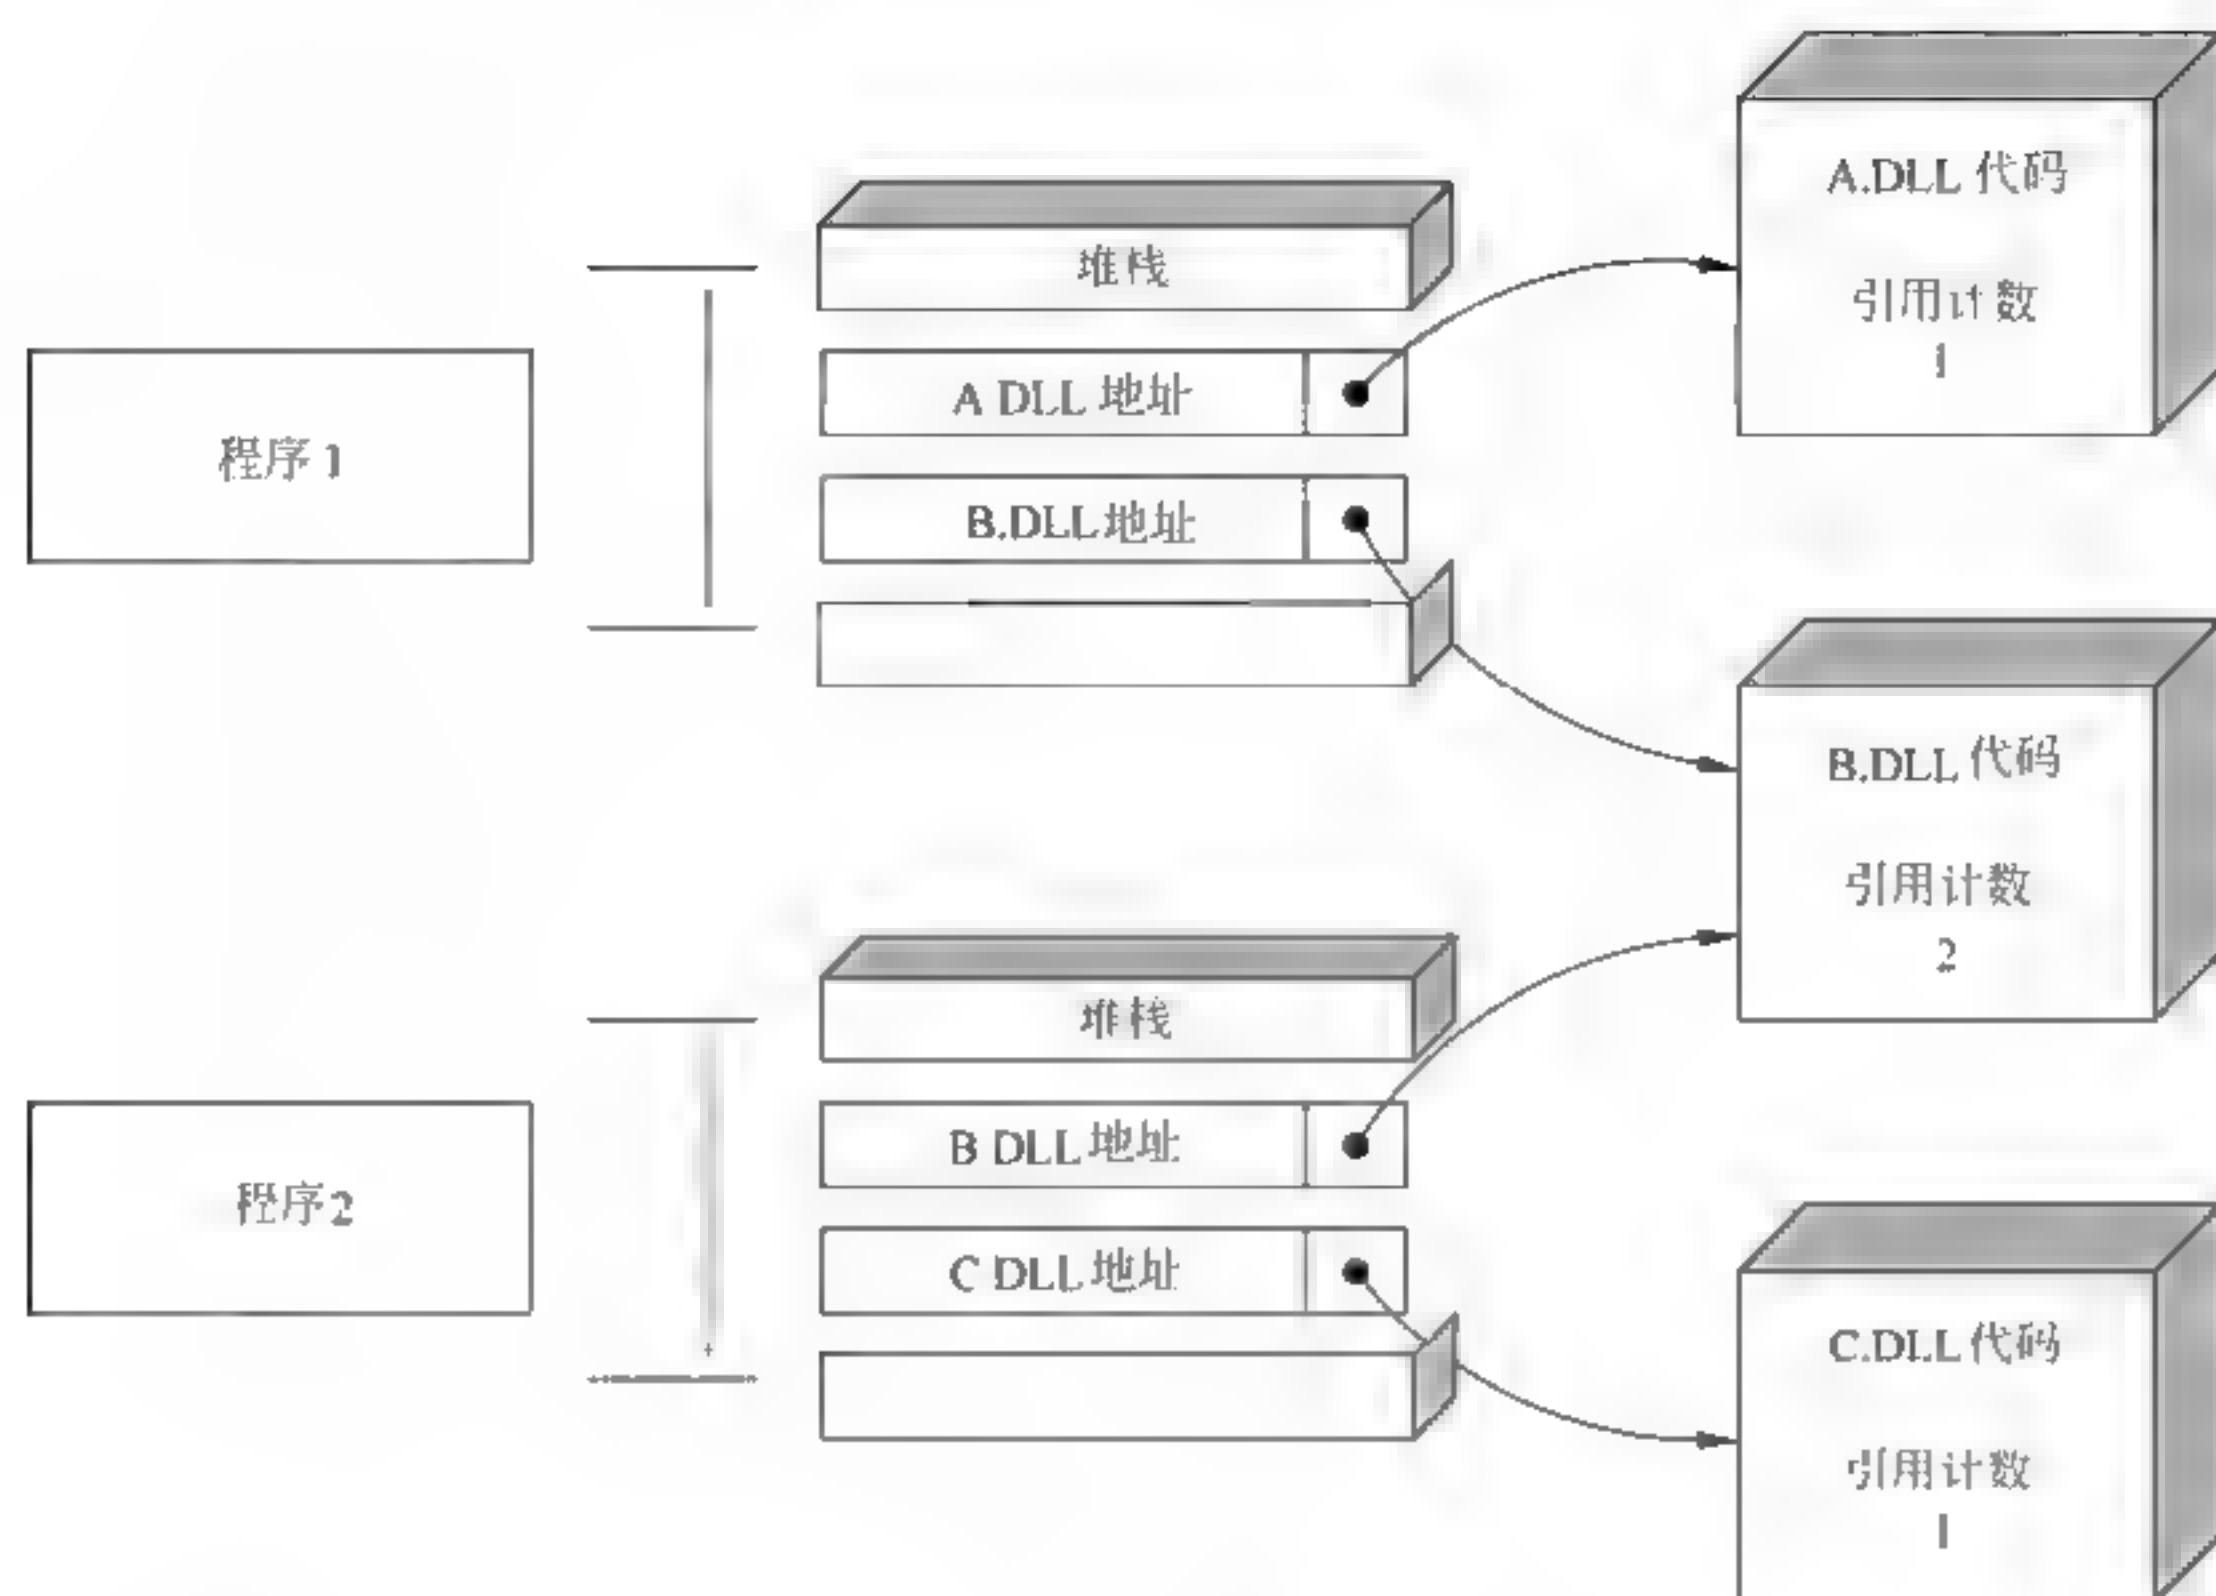 程序 1
堆栈
A DLL 地址
B.DLL 地址
A.DLL 代码
引用计数
1
B.DLL 代码
引用计数
2
程序2
堆栈
B DLL 地址
C DLL 地址
C.DLL 代码
引用计数
1